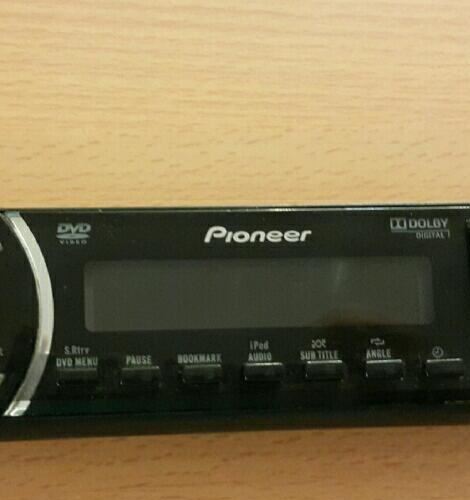 DVD
VIDEO
Pioneer
DOLBY
DIGITAL
S.Rtrv
DVD MENU
PAUSE
BOOKMARK
iPod
AUDIO
SUB TITLE
ANGLE